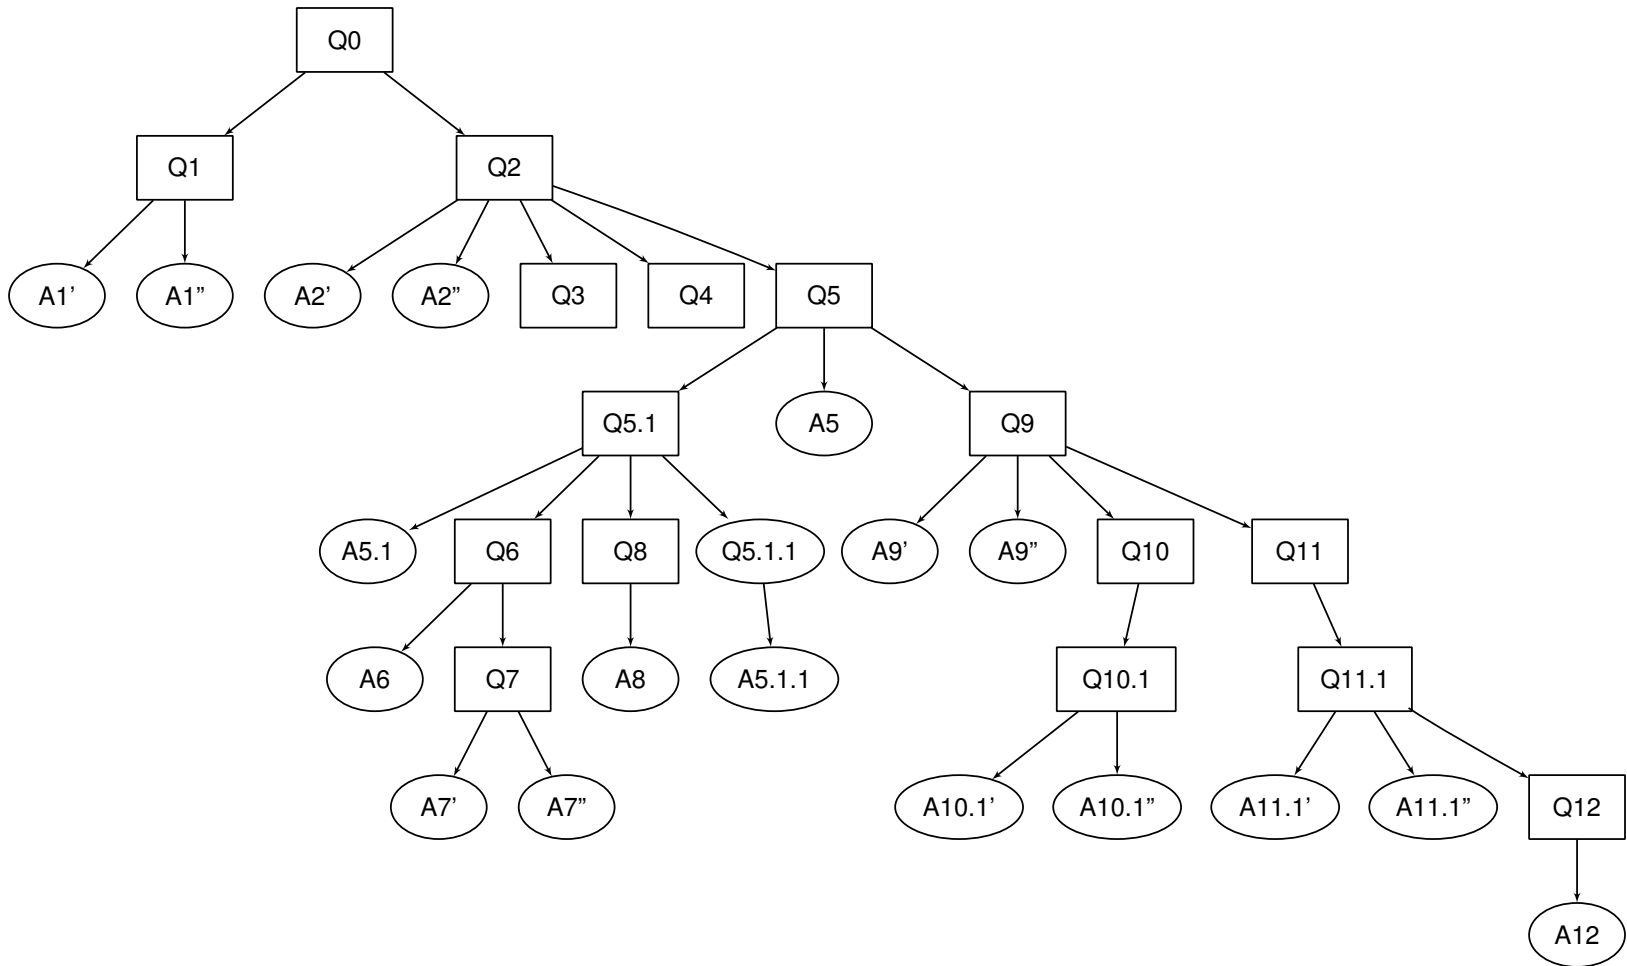 Q0
Q1
Q2
A1’
A1”
A2’
A2”
Q3
Q4
Q5
Q5.1
A5
Q9
A5.1
Q6
Q8
Q5.1.1
A9’
A9”
Q10
Q11
A6
Q7
A8
A5.1.1
Q10.1
Q11.1
A7’
A7”
A10.1’
A10.1”
A11.1’
A11.1”
Q12
A12